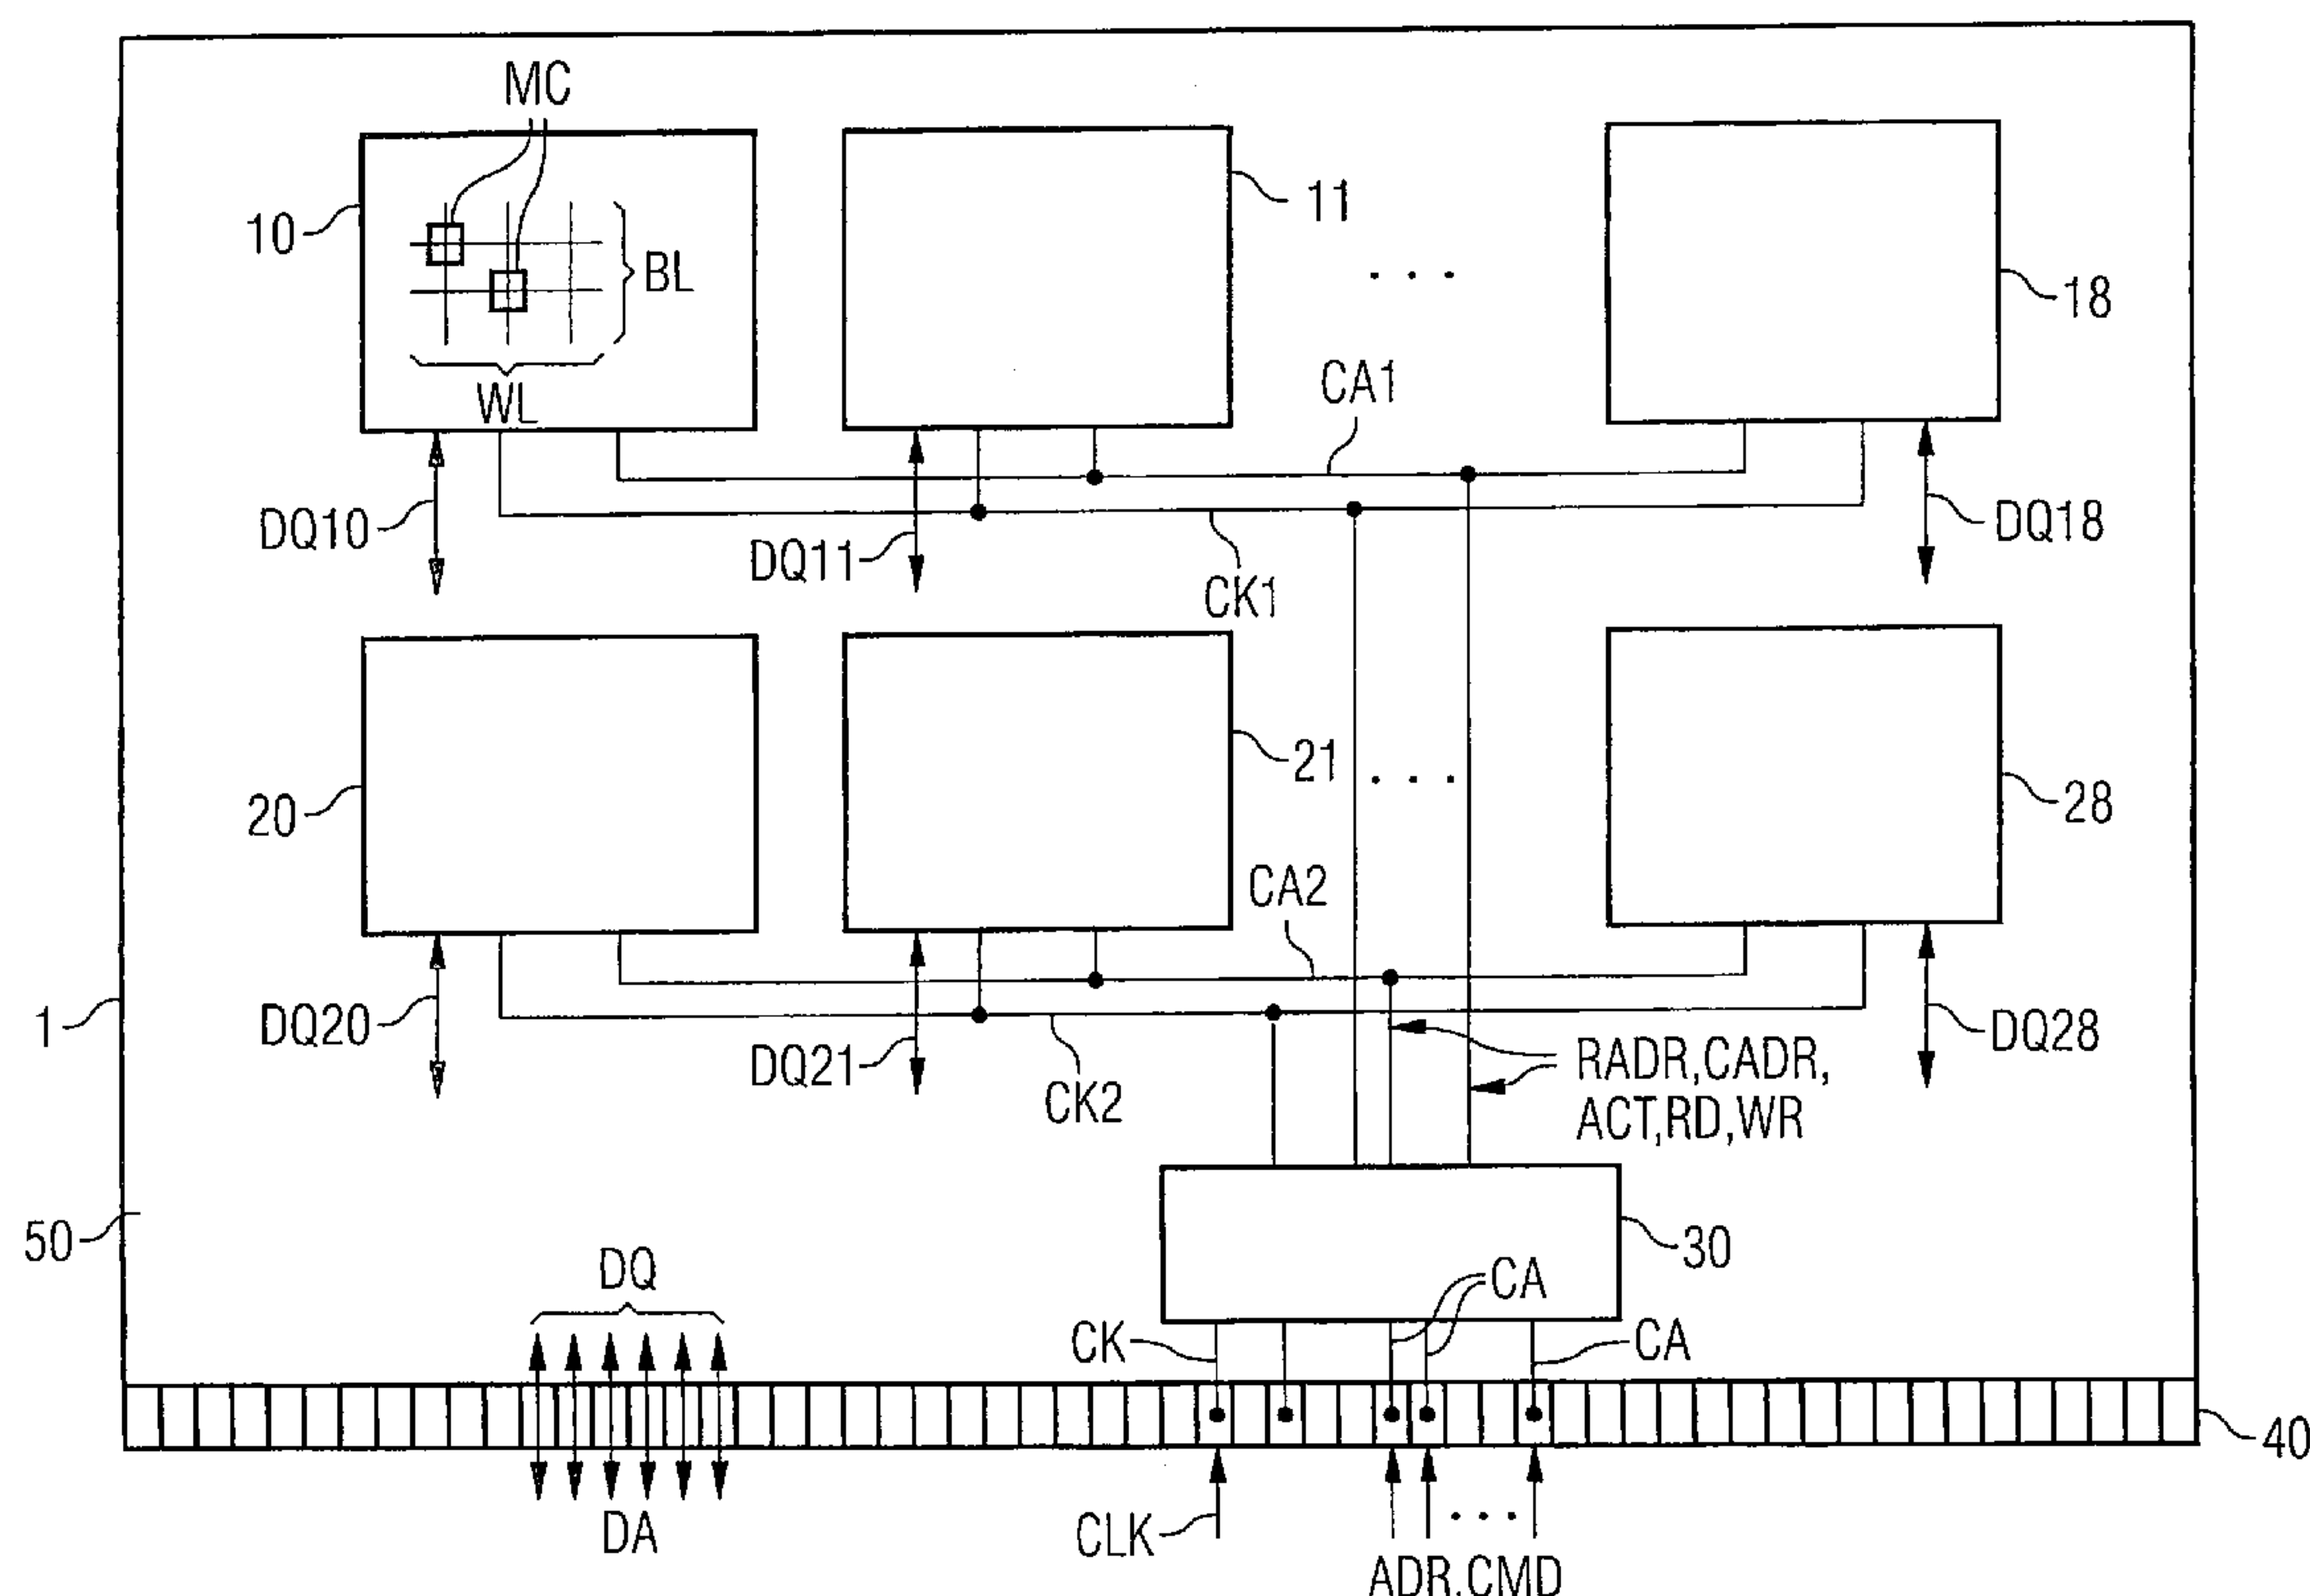 MC
10
BL
WL
11
18
CA1
DQ10
DQ11
CK1
DQ18
20
21
28
CA2
1
DQ20
DQ21
CK2
RADR,CADR,
ACT,RD,WR
DQ28
50
30
DQ
CA
CK
CA
40
DA
CLK
ADR,CMD